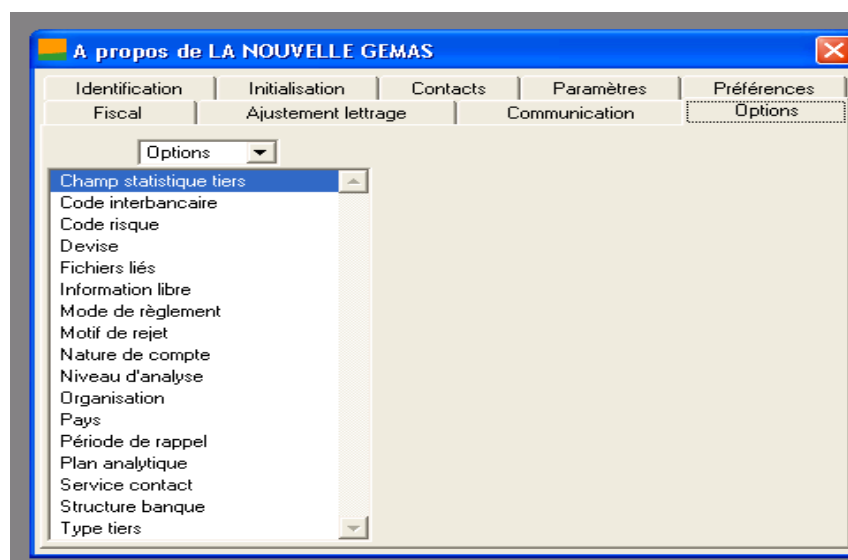 A propos de LA NOUVELLE GEMAS
Identification Initialisation Contacts Paramètres Préférences
Fiscal Ajustement lettrage Communication Options
Options
Champ statistique tiers
Code interbancaire
Code risque
Devise
Fichiers liés
Information libre
Mode de règlement
Motif de rejet
Nature de compte
Niveau d'analyse
Organisation
Pays
Période de rappel
Plan analytique
Service contact
Structure banque
Type tiers